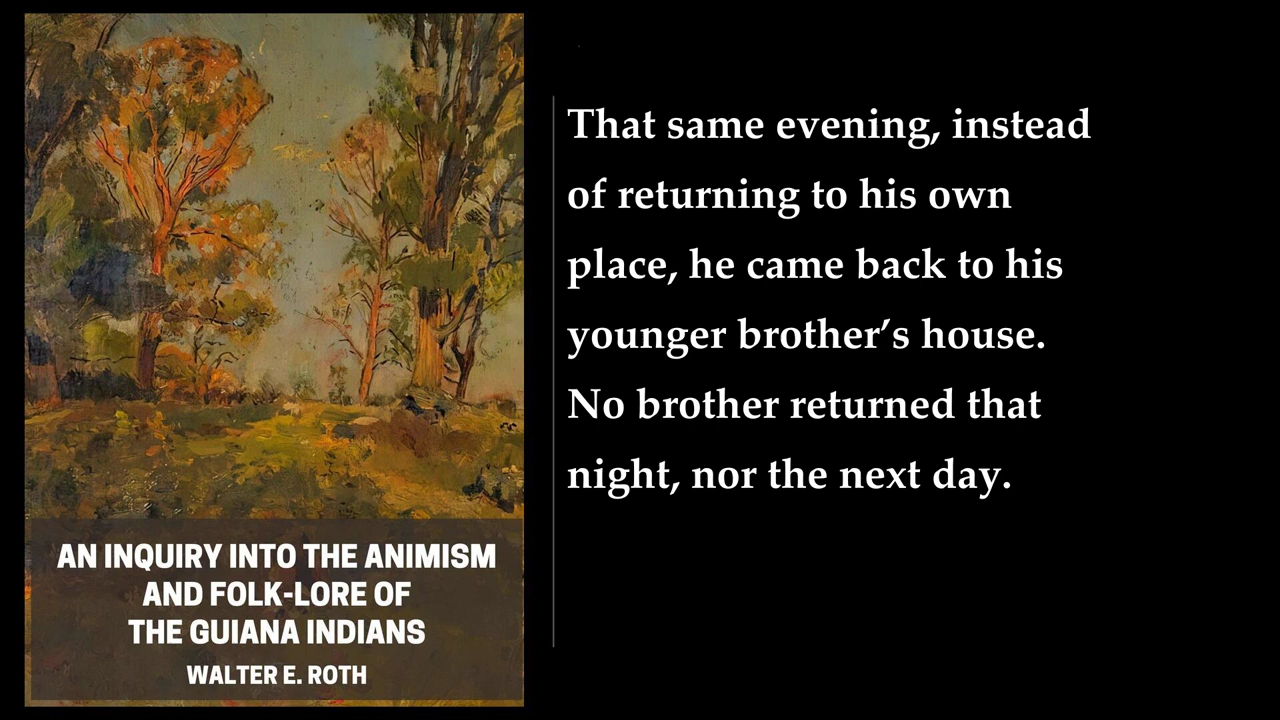 AN INQUIRY INTO THE ANIMISM
AND FOLK-LORE OF
THE GUIANA INDIANS
WALTER E. ROTH
That same evening, instead
of returning to his own
place, he came back to his
younger brother’s house.
No brother returned that
night, nor the next day.